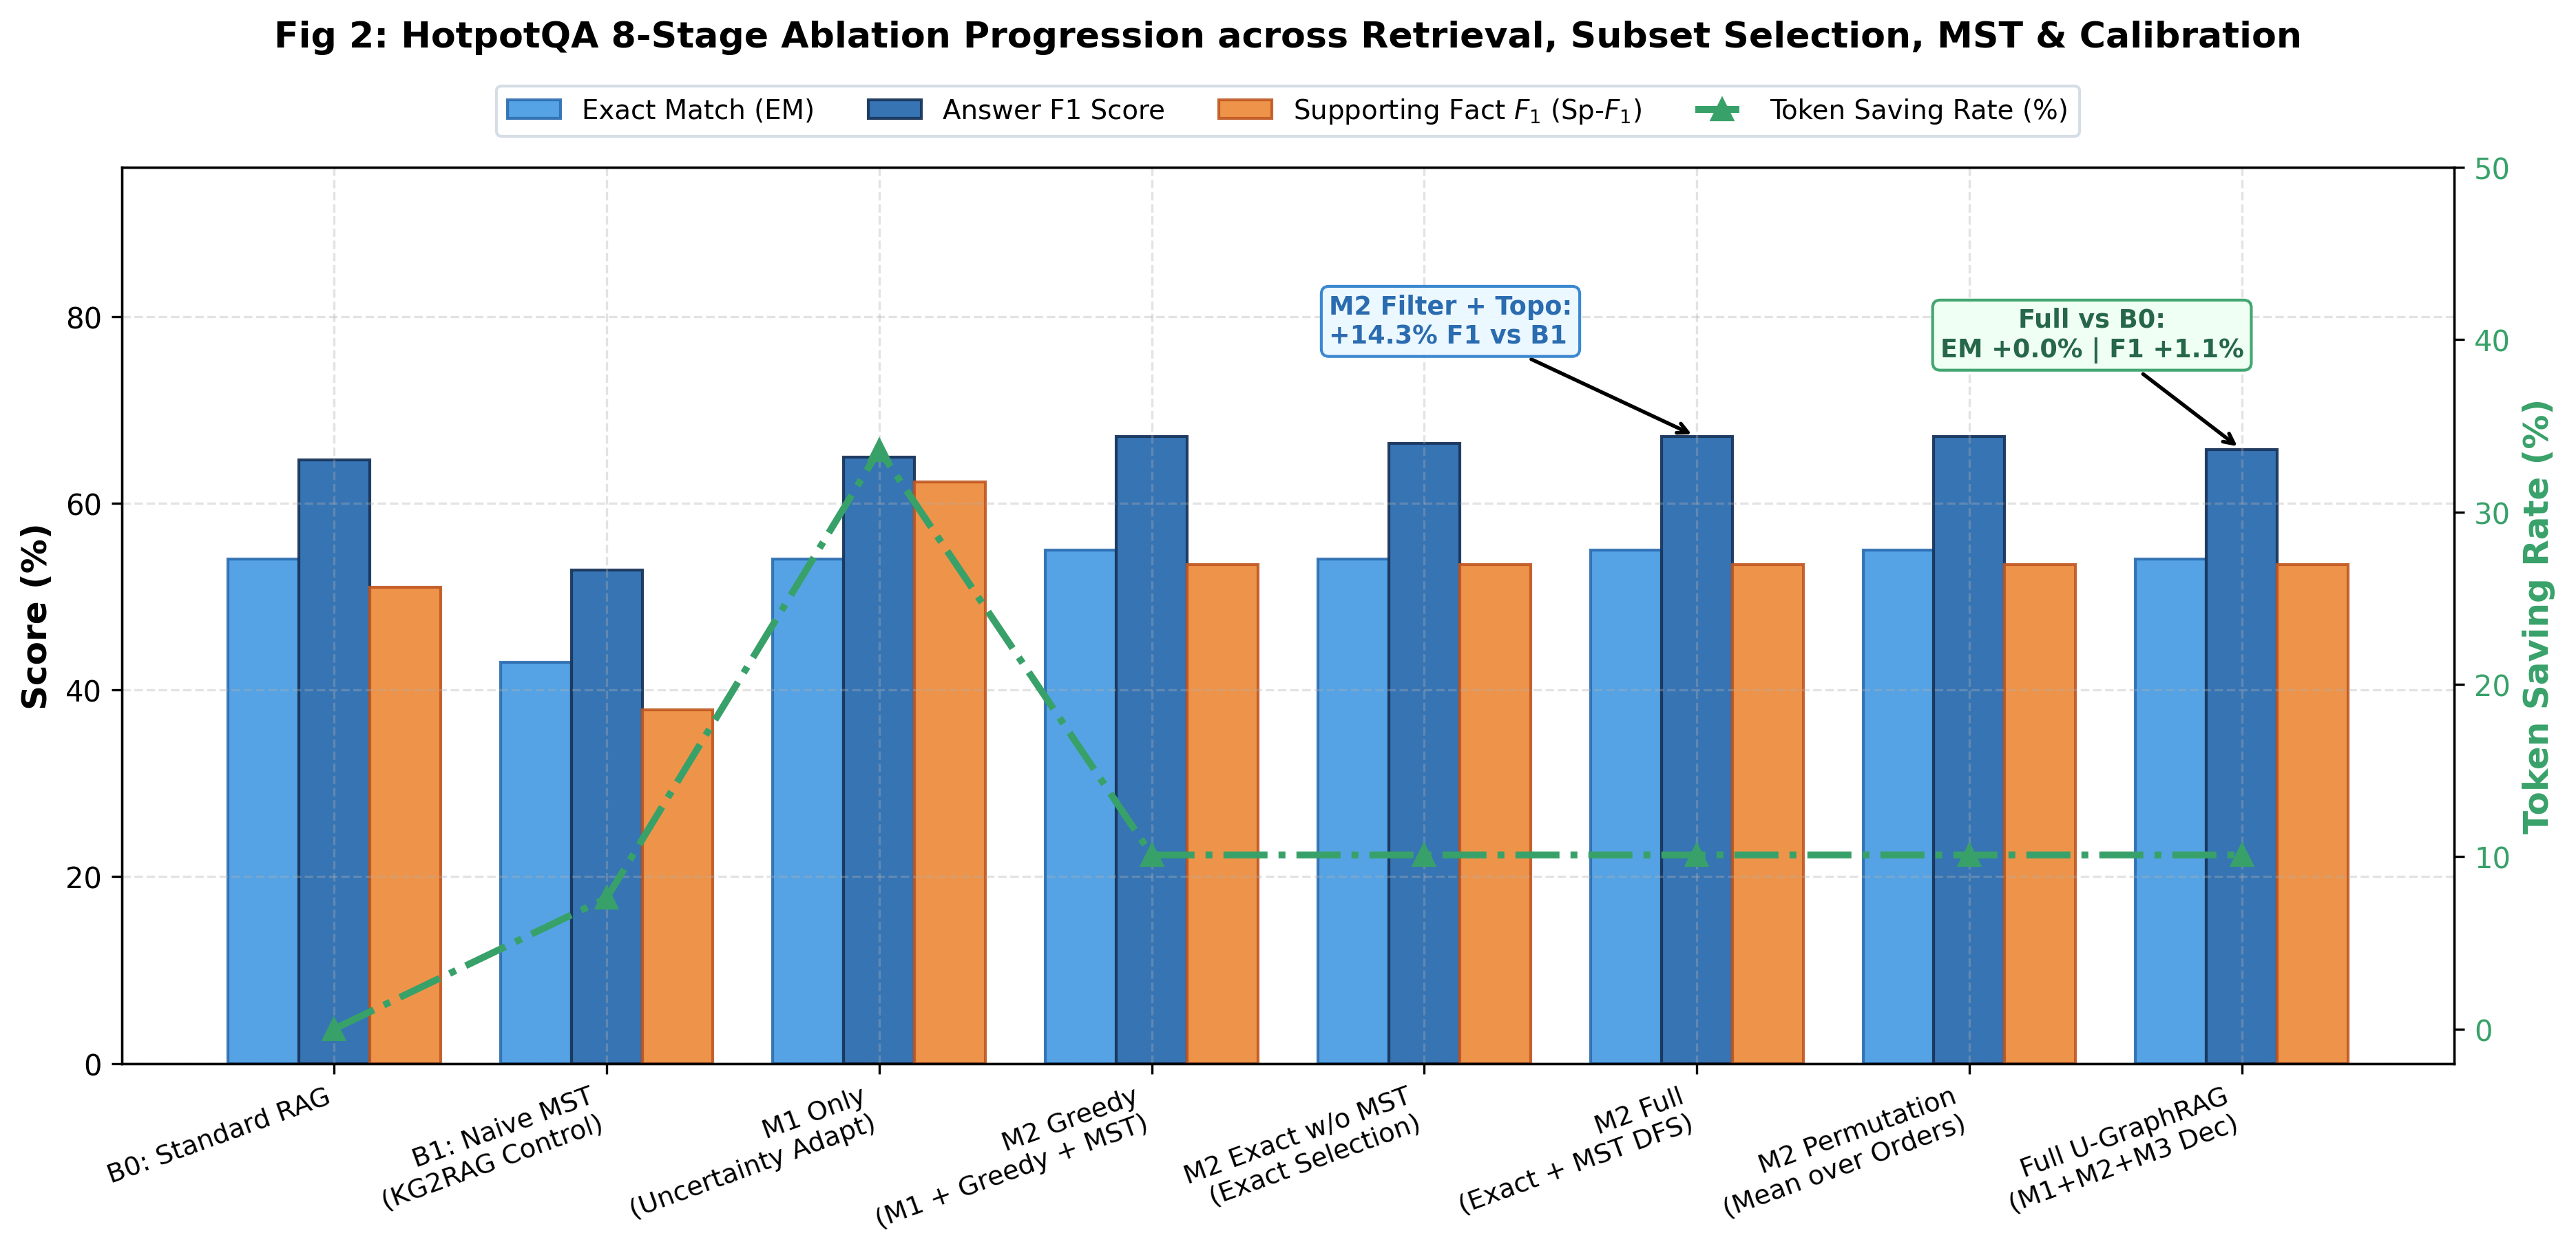 Fig 2: HotpotQA 8-Stage Ablation Progression across Retrieval, Subset Selection, MST & Calibration
Exact Match (EM)
Answer F1 Score
Supporting Fact F₁ (Sp-F₁)
Token Saving Rate (%)
Score (%)
80
60
40
20
0
M2 Filter + Topo:
+14.3% F1 vs B1
Full vs B0:
EM +0.0% | F1 +1.1%
50
40
30
20
10
0
Token Saving Rate (%)
B0: Standard RAG
B1: Naive MST
(KG2RAG Control)
M1 Only
(Uncertainty Adapt)
M2 Greedy
(M1 + Greedy + MST)
M2 Exact w/o MST
(Exact Selection)
M2 Full
(Exact + MST DFS)
M2 Permutation
(Mean over Orders)
Full U-GraphRAG
(M1+M2+M3 Dec)